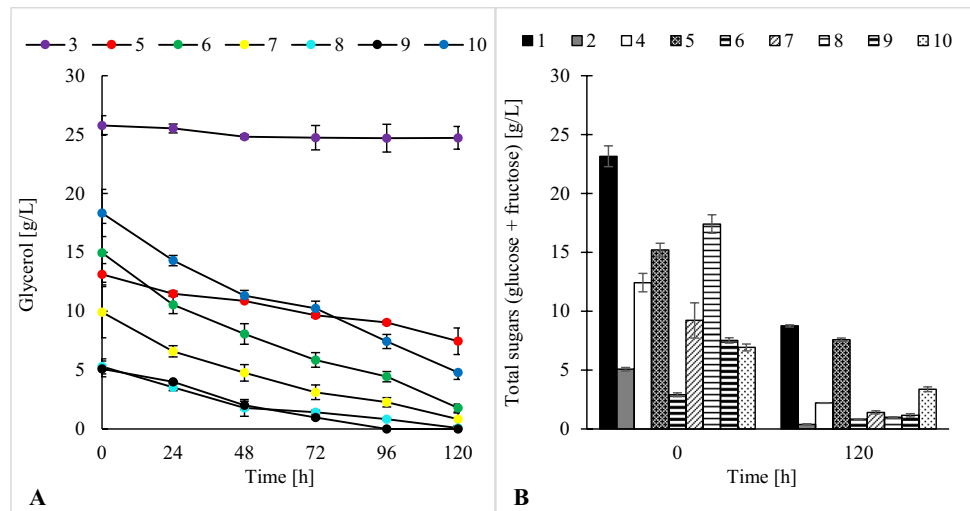 3 5 6 7 8 9 10
30
25
20
15
10
5
0
Glycerol [g/L]
0 24 48 72 96 120
Time [h]
A
1 2 4 5 6 7 8 9 10
30
25
20
15
10
5
0
Total sugars (glucose + fructose) [g/L]
0 120
Time [h]
B